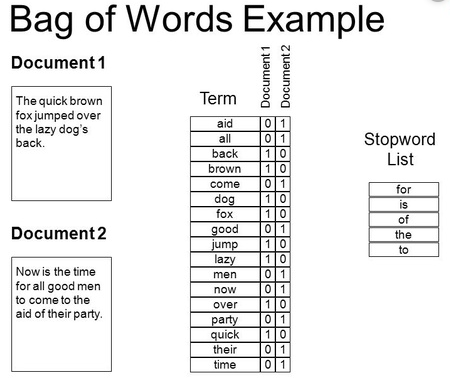 Bag of Words Example
Document 1
The quick brown
fox jumped over
the lazy dog's
back.
Document 2
Now is the time
for all good men
to come to the
aid of their party.
Term Document 1 Document 2
aid 0 1
all 0 1
back 1 0
brown 1 0
come 0 1
dog 1 0
fox 1 0
good 0 1
jump 1 0
lazy 1 0
men 0 1
now 0 1
over 1 0
party 0 1
quick 1 0
their 0 1
time 0 1
Stopword
List
for
is
of
the
to